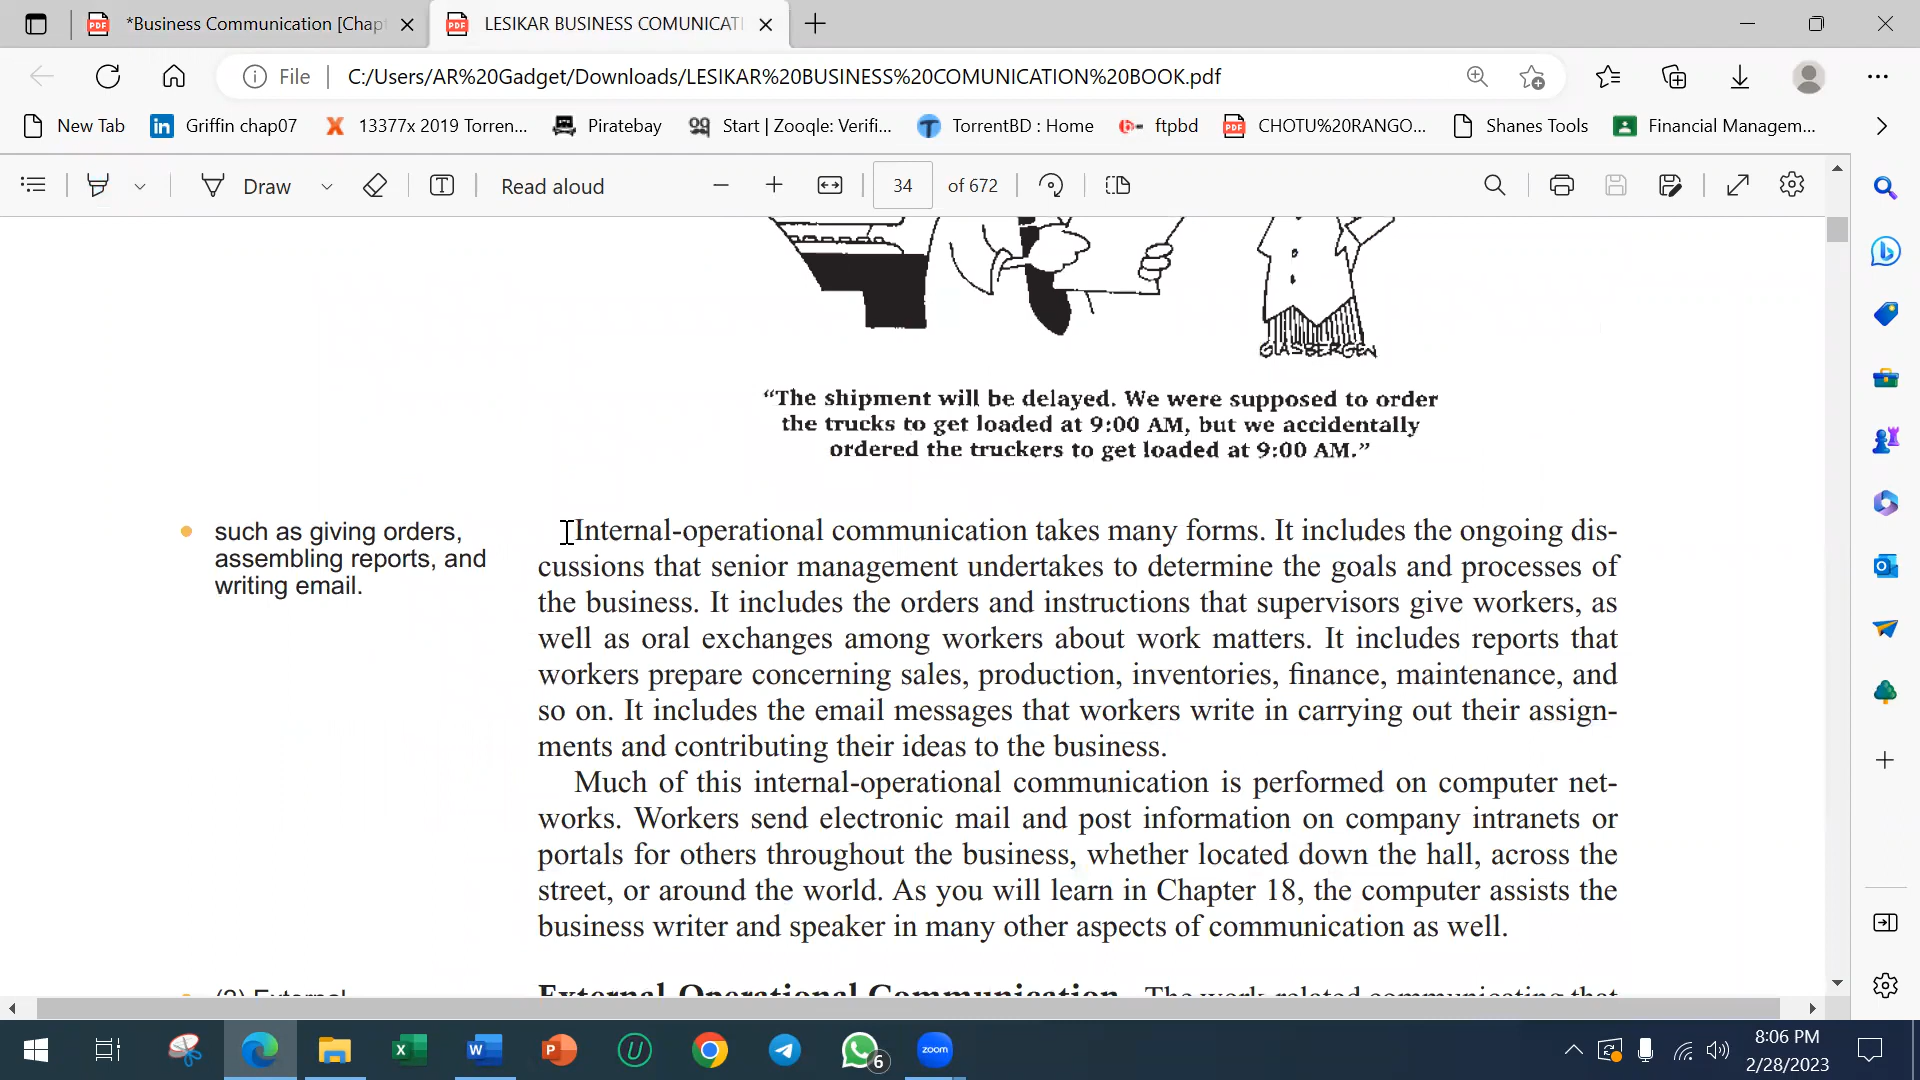 *Business Communication [Chap
LESIKAR BUSINESS COMUNICATI
File
C:/Users/AR%20Gadget/Downloads/LESIKAR%20BUSINESS%20COMUNICATION%20BOOK.pdf
New Tab
Griffin chap07
13377x 2019 Torren...
Piratebay
Start | Zooqle: Verifi...
TorrentBD : Home
ftpbd
CHOTU%20RANGO...
Shanes Tools
Financial Managem...
Draw
Read aloud
34
of 672
GLASBERGEN
“The shipment will be delayed. We were supposed to order
the trucks to get loaded at 9:00 AM, but we accidentally
ordered the truckers to get loaded at 9:00 AM.”
such as giving orders,
assembling reports, and
writing email.
Internal-operational communication takes many forms. It includes the ongoing dis-
cussions that senior management undertakes to determine the goals and processes of
the business. It includes the orders and instructions that supervisors give workers, as
well as oral exchanges among workers about work matters. It includes reports that
workers prepare concerning sales, production, inventories, finance, maintenance, and
so on. It includes the email messages that workers write in carrying out their assign-
ments and contributing their ideas to the business.
Much of this internal-operational communication is performed on computer net-
works. Workers send electronic mail and post information on company intranets or
portals for others throughout the business, whether located down the hall, across the
street, or around the world. As you will learn in Chapter 18, the computer assists the
business writer and speaker in many other aspects of communication as well.
(2) External
External-Operational Communication The work-related communicating that
zoom
6
8:06 PM
2/28/2023